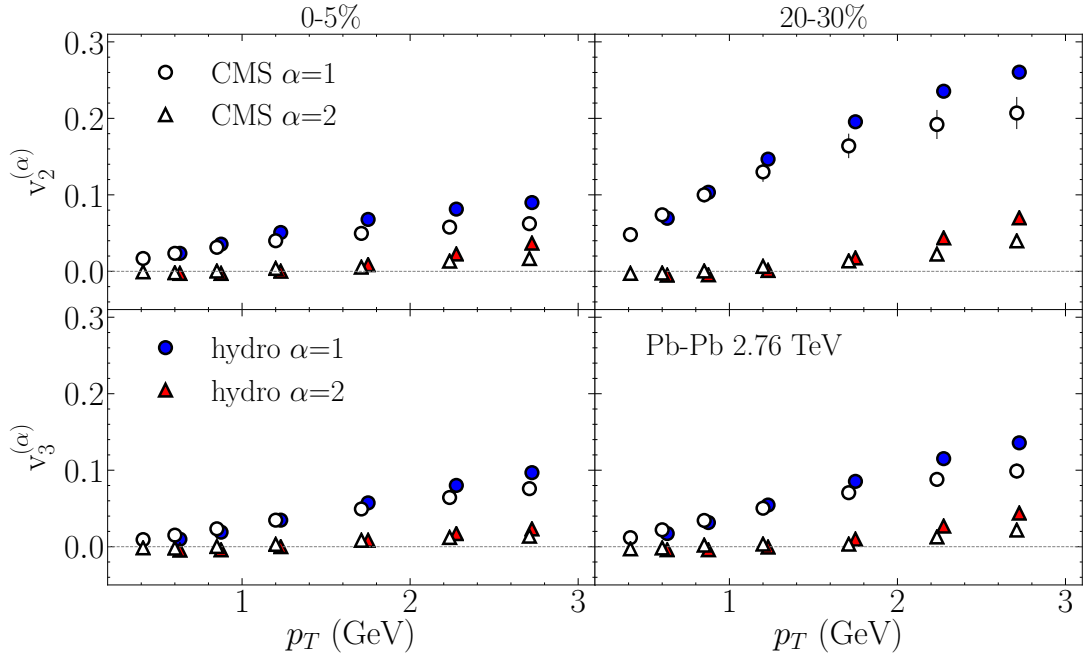 0-5%
20-30%
0.3
0.2
0.1
0.0
v₂^(α)
CMS α=1
CMS α=2
0.3
0.2
0.1
0.0
v₃^(α)
hydro α=1
hydro α=2
Pb-Pb 2.76 TeV
1 2 3
1 2 3
p_T (GeV)
p_T (GeV)